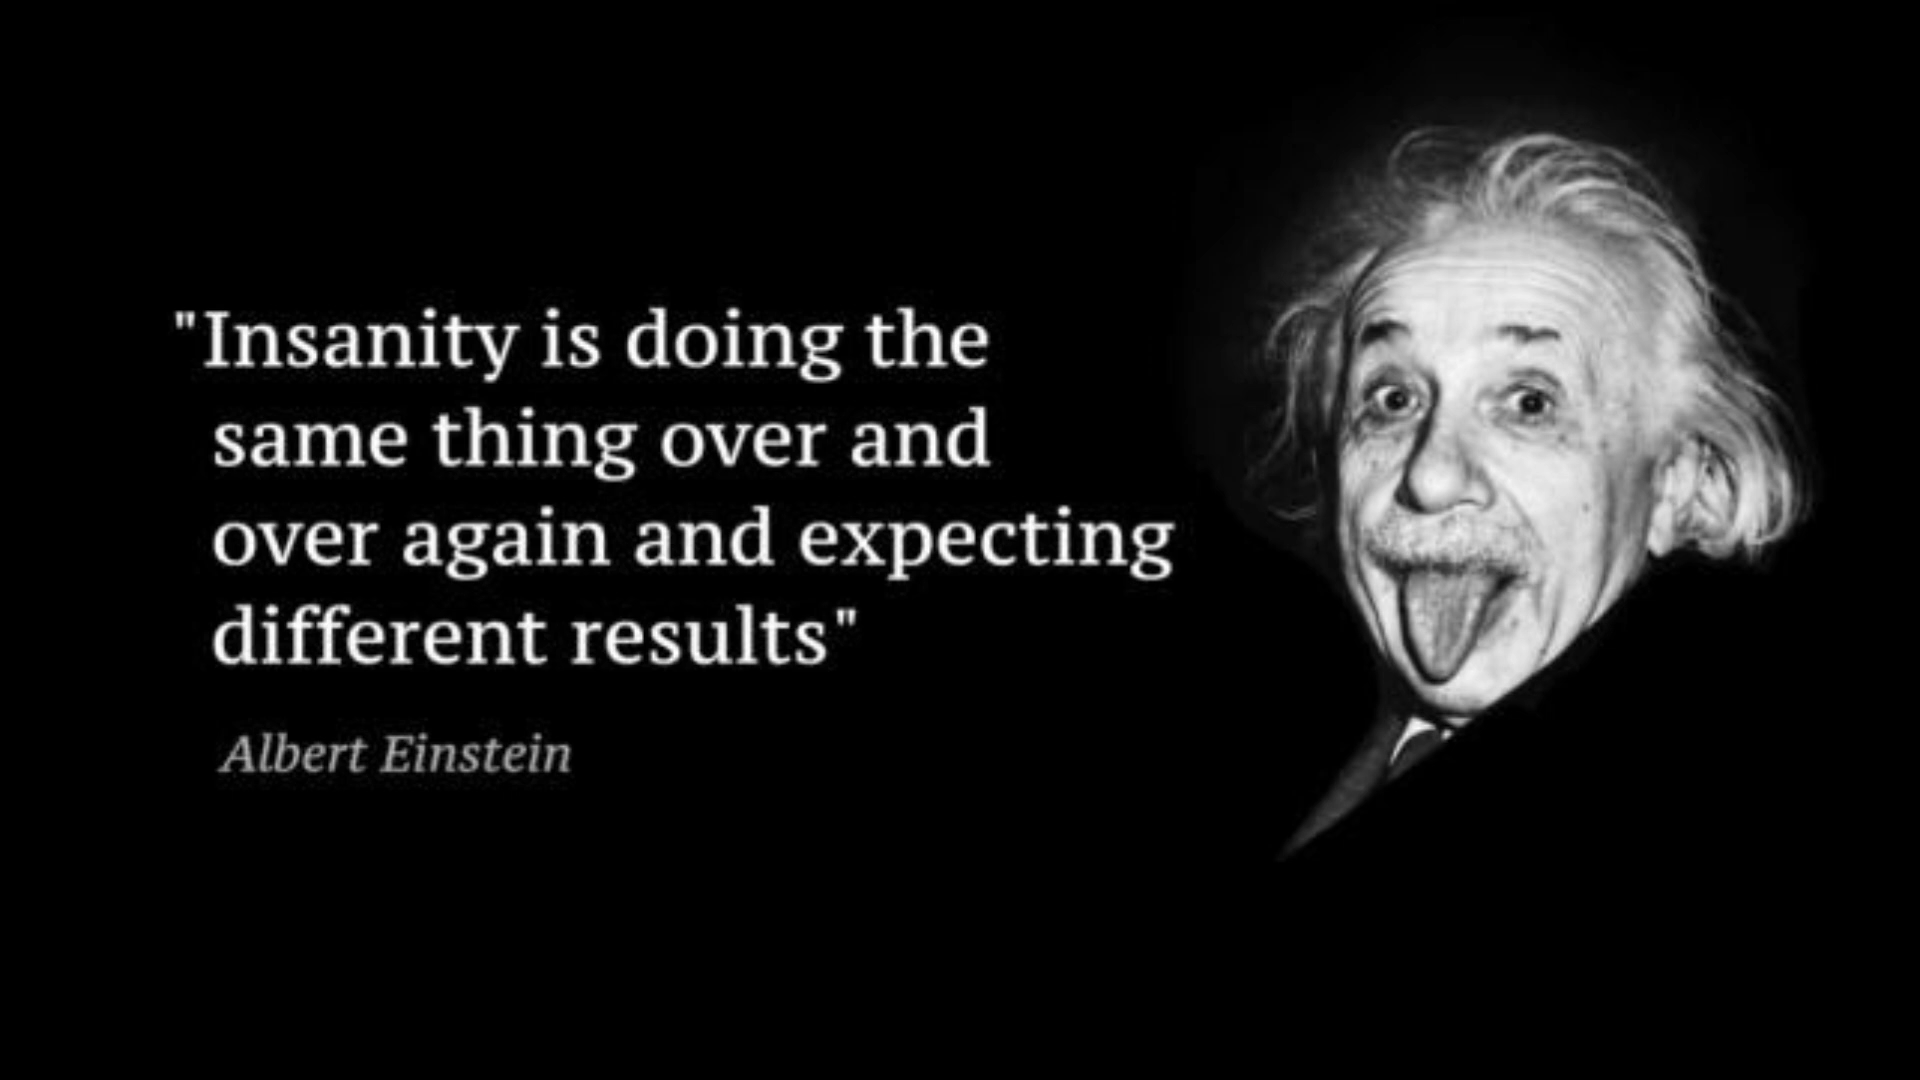 "Insanity is doing the
same thing over and
over again and expecting
different results"
Albert Einstein